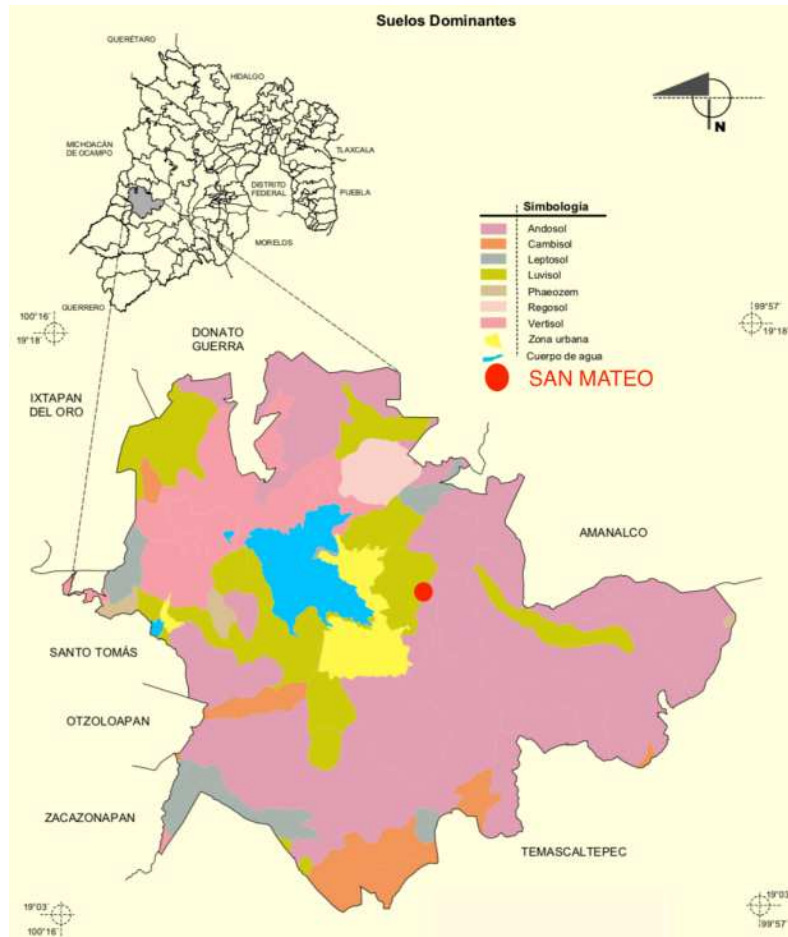 Suelos Dominantes
QUERÉTARO
HIDALGO
MICHOACÁN
DE OCAMPO
TLAXCALA
DISTRITO
FEDERAL
PUEBLA
MORELOS
GUERRERO
N
Simbología
Andosol
Cambisol
Leptosol
Luvisol
Phaeozem
Regosol
Vertisol
Zona urbana
Cuerpo de agua
SAN MATEO
100°16´
19°18´
99°57´
19°18´
DONATO
GUERRA
IXTAPAN
DEL ORO
AMANALCO
SANTO TOMÁS
OTZOLOAPAN
ZACAZONAPAN
TEMASCALTEPEC
19°03´
100°16´
19°03´
99°57´